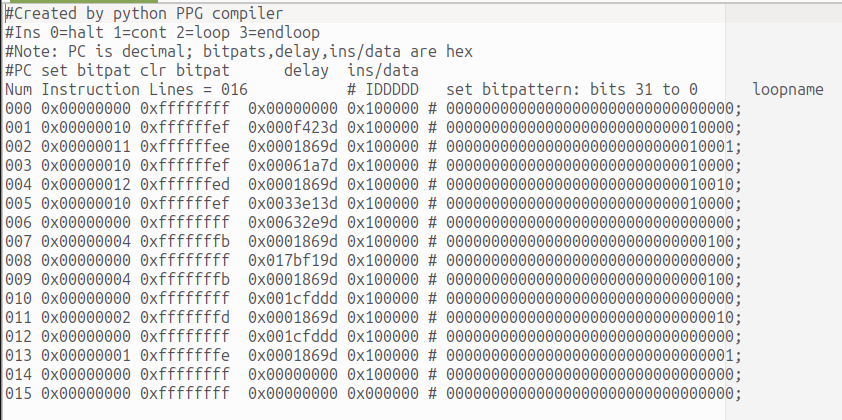 #Created by python PPG compiler
#Ins 0=halt 1=cont 2=loop 3=endloop
#Note: PC is decimal; bitpats,delay,ins/data are hex
#PC set bitpat clr bitpat      delay  ins/data
Num Instruction Lines = 016           # IDDDDD   set bitpattern: bits 31 to 0      loopname
000 0x00000000 0xffffffff  0x00000000 0x100000 # 00000000000000000000000000000000;
001 0x00000010 0xffffffef  0x000f423d 0x100000 # 00000000000000000000000000010000;
002 0x00000011 0xffffffee  0x0001869d 0x100000 # 00000000000000000000000000010001;
003 0x00000010 0xffffffef  0x00061a7d 0x100000 # 00000000000000000000000000010000;
004 0x00000012 0xffffffed  0x0001869d 0x100000 # 00000000000000000000000000010010;
005 0x00000010 0xffffffef  0x0033e13d 0x100000 # 00000000000000000000000000010000;
006 0x00000000 0xffffffff  0x00632e9d 0x100000 # 00000000000000000000000000000000;
007 0x00000004 0xfffffffb  0x0001869d 0x100000 # 00000000000000000000000000000100;
008 0x00000000 0xffffffff  0x017bf19d 0x100000 # 00000000000000000000000000000000;
009 0x00000004 0xfffffffb  0x0001869d 0x100000 # 00000000000000000000000000000100;
010 0x00000000 0xffffffff  0x001cfddd 0x100000 # 00000000000000000000000000000000;
011 0x00000002 0xfffffffd  0x0001869d 0x100000 # 00000000000000000000000000000010;
012 0x00000000 0xffffffff  0x001cfddd 0x100000 # 00000000000000000000000000000000;
013 0x00000001 0xfffffffe  0x0001869d 0x100000 # 00000000000000000000000000000001;
014 0x00000000 0xffffffff  0x00000000 0x100000 # 00000000000000000000000000000000;
015 0x00000000 0xffffffff  0x00000000 0x000000 # 00000000000000000000000000000000;